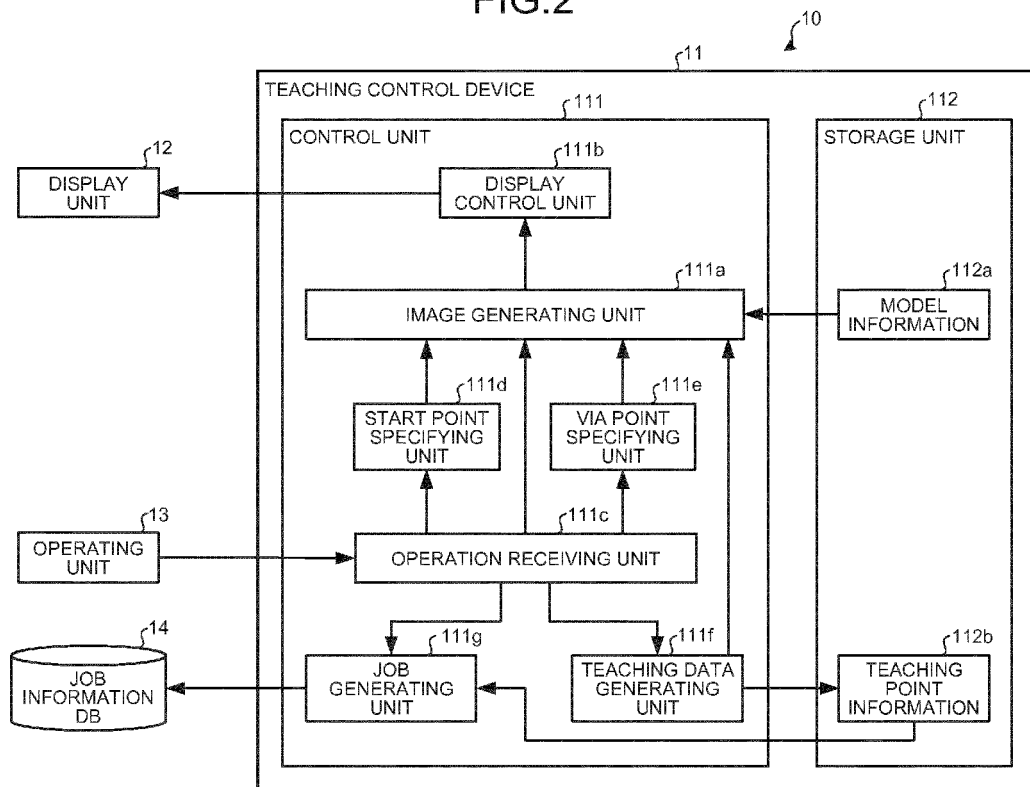 FIG.2
10
11
TEACHING CONTROL DEVICE
111
CONTROL UNIT
112
STORAGE UNIT
12
DISPLAY
UNIT
111b
DISPLAY
CONTROL UNIT
111a
IMAGE GENERATING UNIT
112a
MODEL
INFORMATION
111d
START POINT
SPECIFYING
UNIT
111e
VIA POINT
SPECIFYING
UNIT
13
OPERATING
UNIT
111c
OPERATION RECEIVING UNIT
14
JOB
INFORMATION
DB
111g
JOB
GENERATING
UNIT
111f
TEACHING DATA
GENERATING
UNIT
112b
TEACHING
POINT
INFORMATION